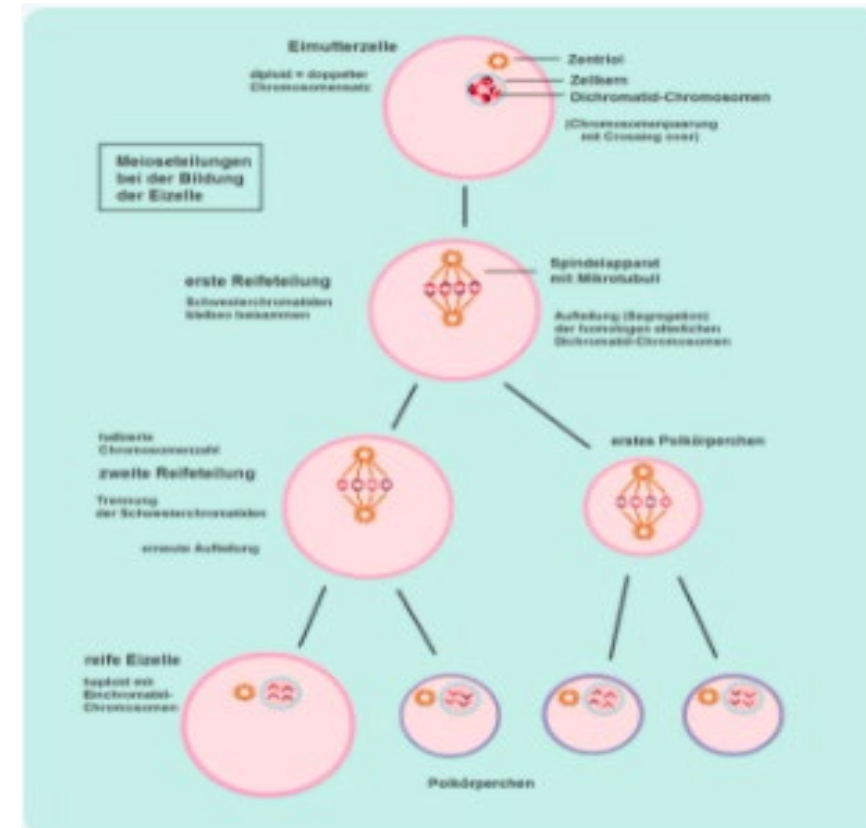 Eimutterzelle
diploid = doppelter
Chromosomensatz
Zentriol
Zellkern
Dichromatid-Chromosomen
(Chromosomenpaarung
mit Crossing over)
Meioseteilungen
bei der Bildung
der Eizelle
erste Reifeteilung
Schwesterchromatiden
bleiben beisammen
Spindelapparat
mit Mikrotubuli
Aufteilung (Segregation)
der homologen elterlichen
Dichromatid-Chromosomen
halbierte
Chromosomenzahl
zweite Reifeteilung
Trennung
der Schwesterchromatiden
erneute Aufteilung
erstes Polkörperchen
reife Eizelle
haploid mit
Einchromatid-
Chromosomen
Polkörperchen